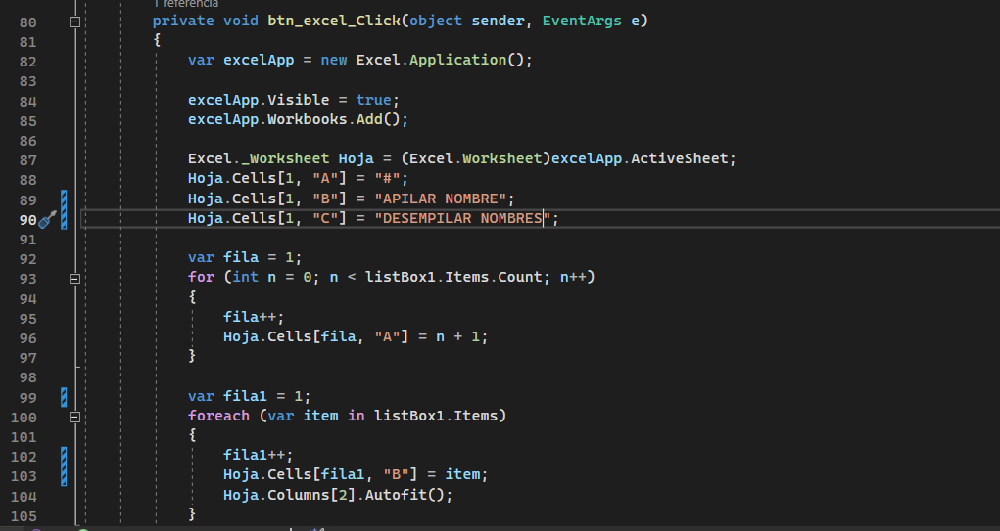 1 referencia
80 private void btn_excel_Click(object sender, EventArgs e)
81 {
82 var excelApp = new Excel.Application();
83
84 excelApp.Visible = true;
85 excelApp.Workbooks.Add();
86
87 Excel._Worksheet Hoja = (Excel.Worksheet)excelApp.ActiveSheet;
88 Hoja.Cells[1, "A"] = "#";
89 Hoja.Cells[1, "B"] = "APILAR NOMBRE";
90 Hoja.Cells[1, "C"] = "DESEMPILAR NOMBRES";
91
92 var fila = 1;
93 for (int n = 0; n < listBox1.Items.Count; n++)
94 {
95 fila++;
96 Hoja.Cells[fila, "A"] = n + 1;
97 }
98
99 var fila1 = 1;
100 foreach (var item in listBox1.Items)
101 {
102 fila1++;
103 Hoja.Cells[fila1, "B"] = item;
104 Hoja.Columns[2].Autofit();
105 }